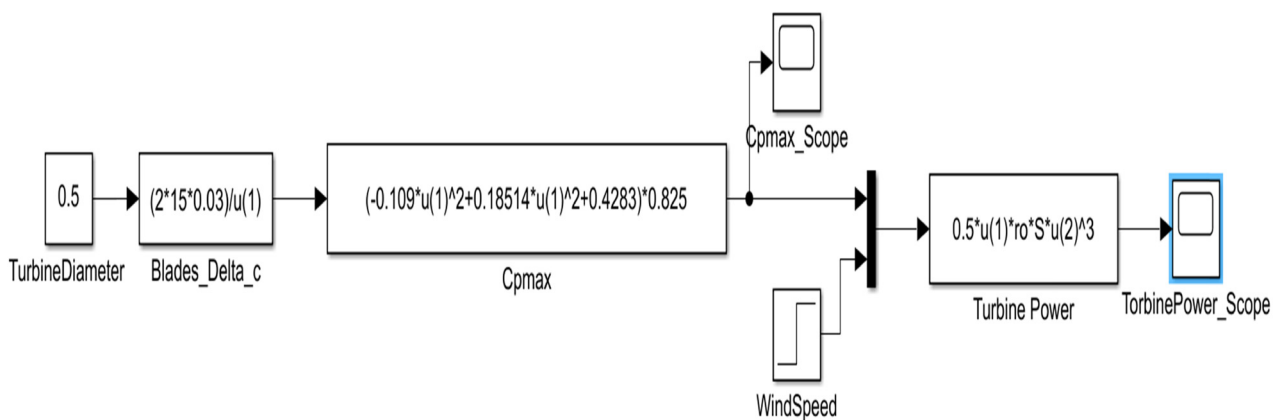 Cpmax_Scope
0.5
TurbineDiameter
(2*15*0.03)/u(1)
Blades_Delta_c
(-0.109*u(1)^2+0.18514*u(1)^2+0.4283)*0.825
Cpmax
WindSpeed
0.5*u(1)*ro*S*u(2)^3
Turbine Power
TorbinePower_Scope